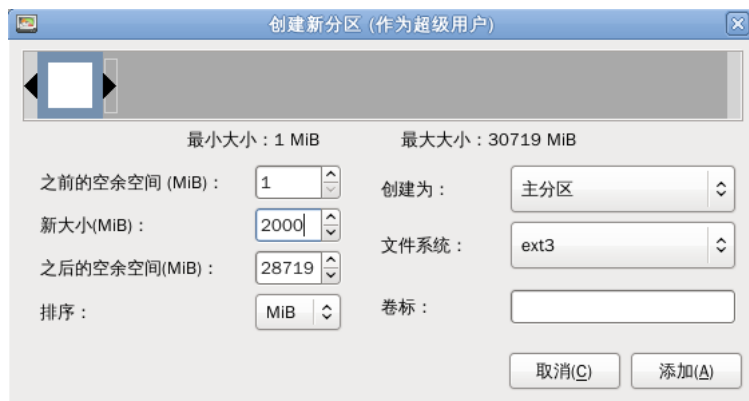 创建新分区 (作为超级用户)
最小大小：1 MiB 最大大小：30719 MiB
之前的空余空间 (MiB)： 1
新大小(MiB)： 2000
之后的空余空间(MiB)： 28719
排序： MiB
创建为： 主分区
文件系统： ext3
卷标：
取消(C) 添加(A)